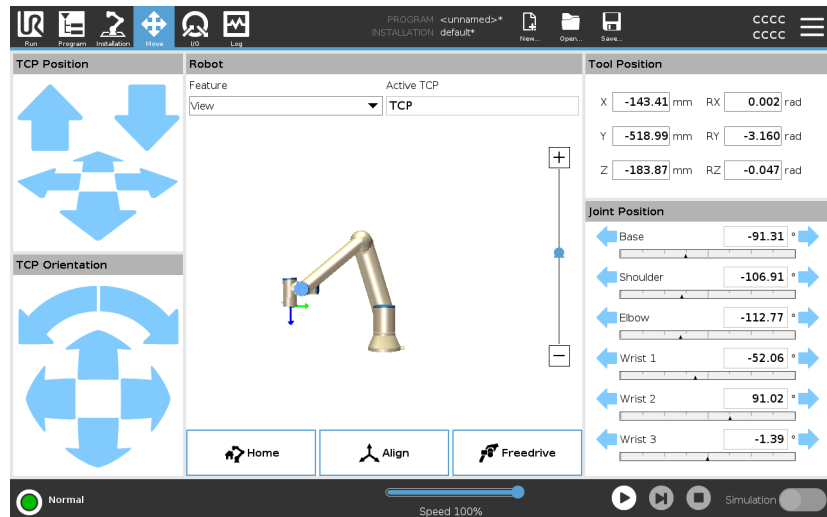 PROGRAM <unnamed>*
INSTALLATION default*
CCCC
CCCC
Run Program Installation Move I/O Log New... Open... Save...
TCP Position
Robot
Tool Position
Feature Active TCP
View TCP
X -143.41 mm RX 0.002 rad
Y -518.99 mm RY -3.160 rad
Z -183.87 mm RZ -0.047 rad
Joint Position
Base -91.31 °
Shoulder -106.91 °
Elbow -112.77 °
Wrist 1 -52.06 °
Wrist 2 91.02 °
Wrist 3 -1.39 °
TCP Orientation
Home Align Freedrive
Normal
Speed 100%
Simulation